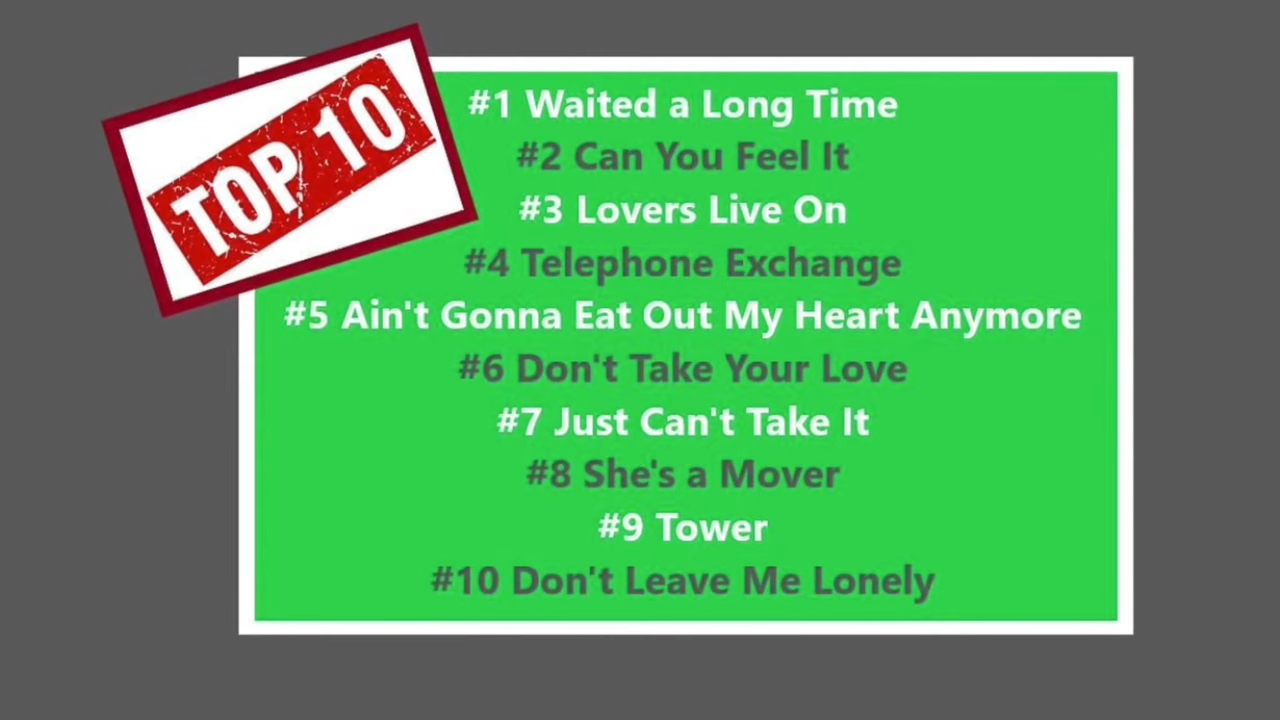 TOP 10
#1 Waited a Long Time
#2 Can You Feel It
#3 Lovers Live On
#4 Telephone Exchange
#5 Ain't Gonna Eat Out My Heart Anymore
#6 Don't Take Your Love
#7 Just Can't Take It
#8 She's a Mover
#9 Tower
#10 Don't Leave Me Lonely